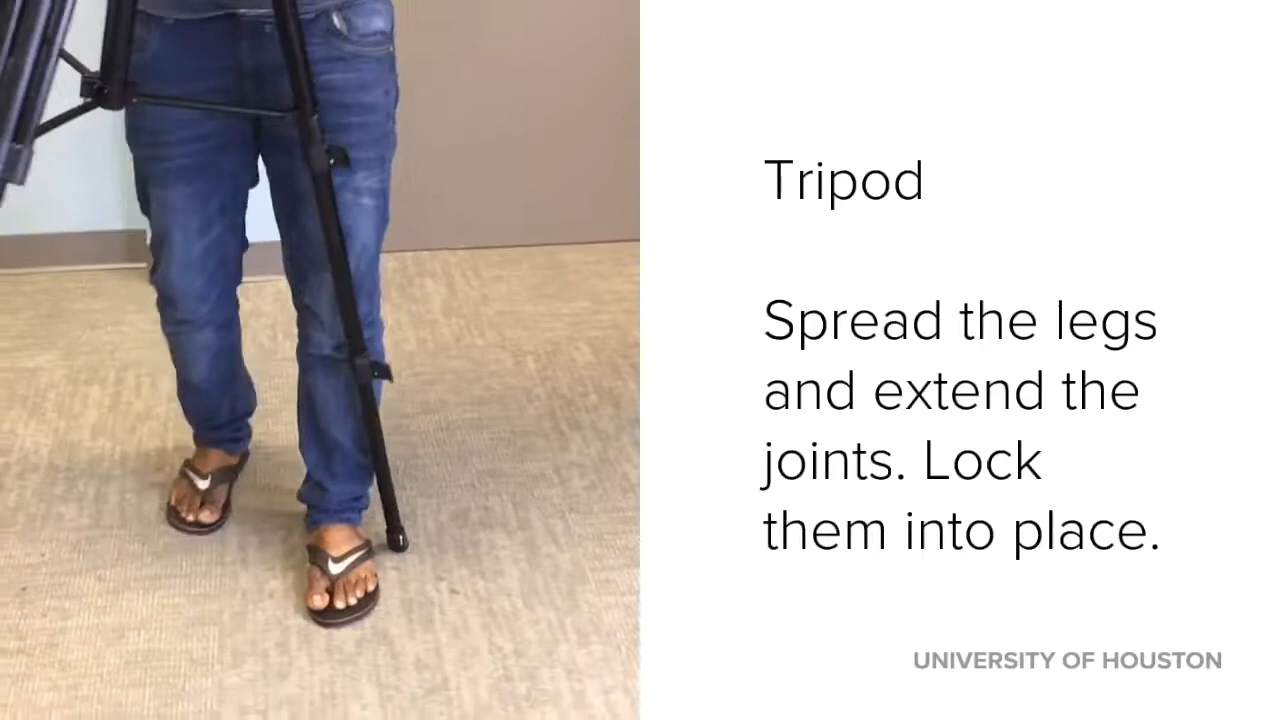 Tripod
Spread the legs
and extend the
joints. Lock
them into place.
UNIVERSITY OF HOUSTON